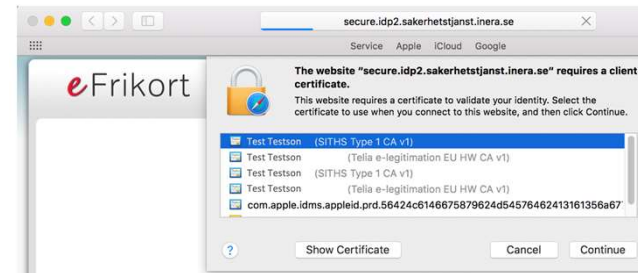 secure.idp2.sakerhetstjanst.inera.se
Service Apple iCloud Google
eFrikort
The website "secure.idp2.sakerhetstjanst.inera.se" requires a client
certificate.
This website requires a certificate to validate your identity. Select the
certificate to use when you connect to this website, and then click Continue.
Test Testson (SITHS Type 1 CA v1)
Test Testson (Telia e-legitimation EU HW CA v1)
Test Testson (SITHS Type 1 CA v1)
Test Testson (Telia e-legitimation EU HW CA v1)
com.apple.idms.appleid.prd.56424c6146675879624d54576462413161356a67
? Show Certificate Cancel Continue